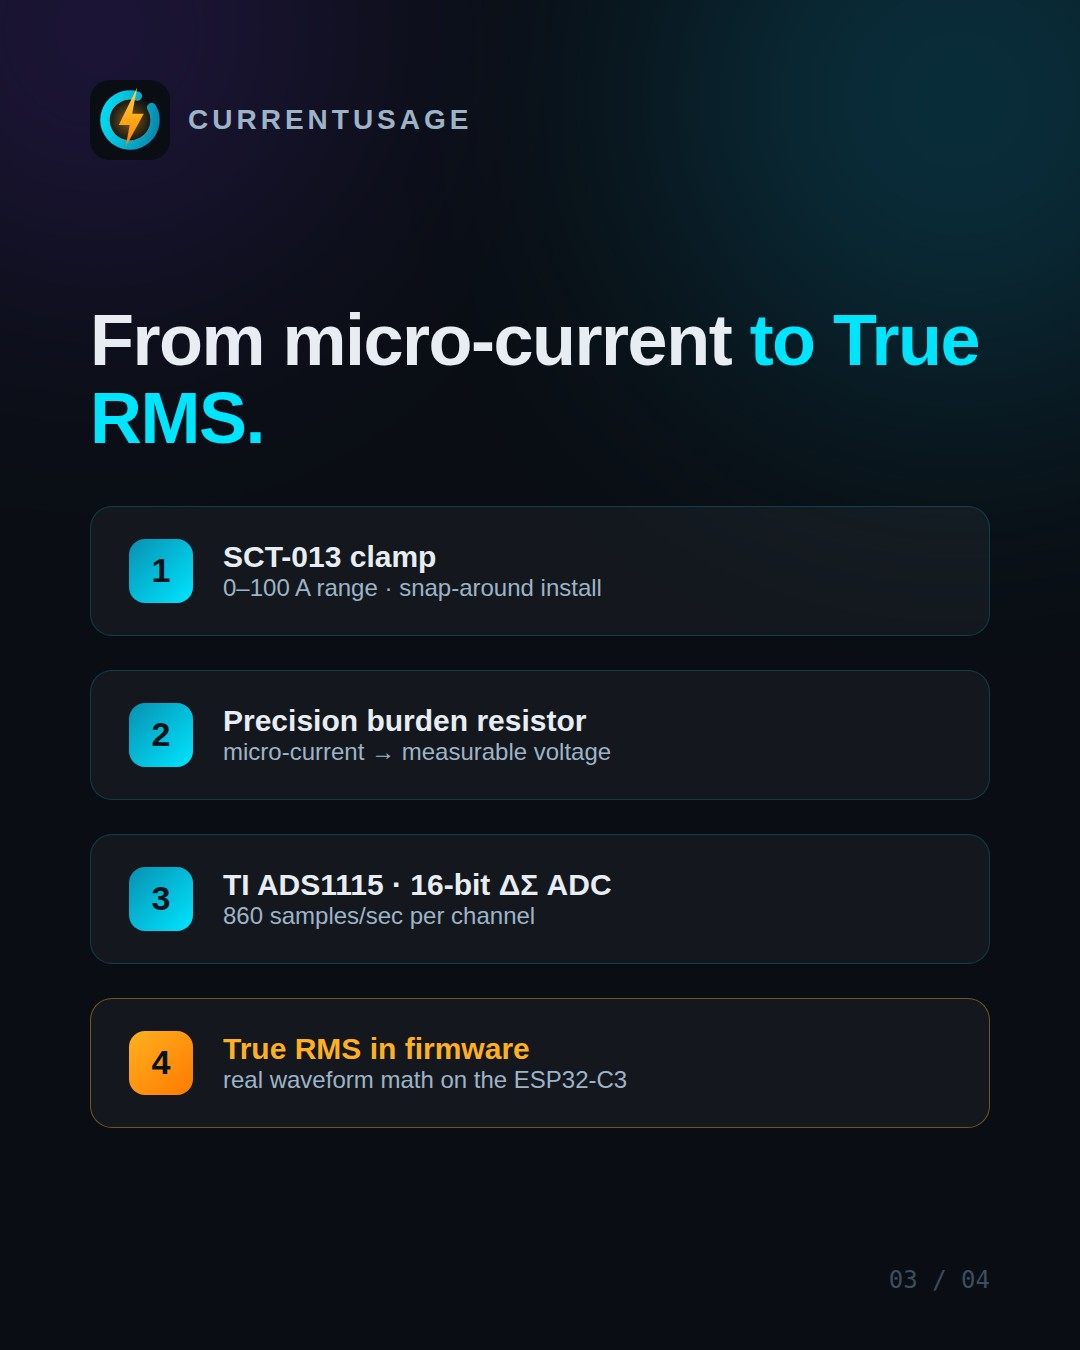 CURRENTUSAGE
From micro-current to True
RMS.
1
SCT-013 clamp
0–100 A range · snap-around install
2
Precision burden resistor
micro-current → measurable voltage
3
TI ADS1115 · 16-bit ΔΣ ADC
860 samples/sec per channel
4
True RMS in firmware
real waveform math on the ESP32-C3
03 / 04